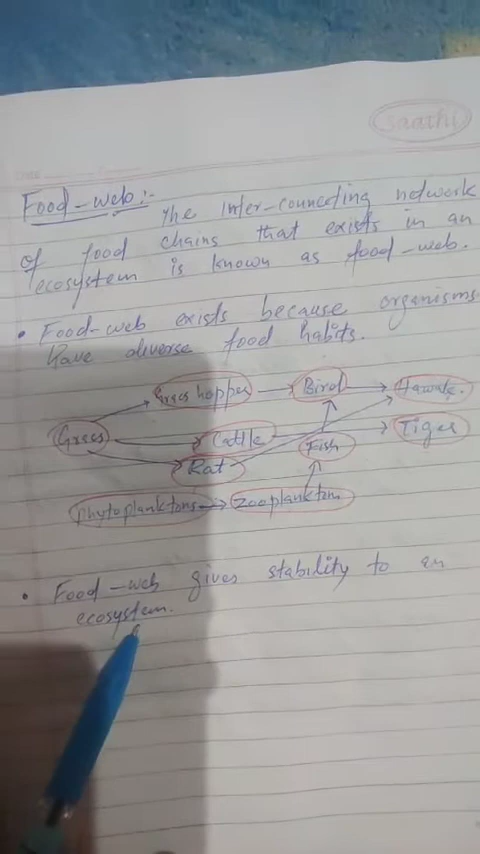 Saathi
Food-web:- The Inter-connecting network
of food chains that exists in an
ecosystem is known as food-web.
• Food-web exists because organisms
have diverse food habits.
Grass hopper → Bird → Hawak.
Grass → Cattle → Tiger
Fish
Rat
Phytoplanktons → Zooplankton
• Food-web gives stability to an
ecosystem.